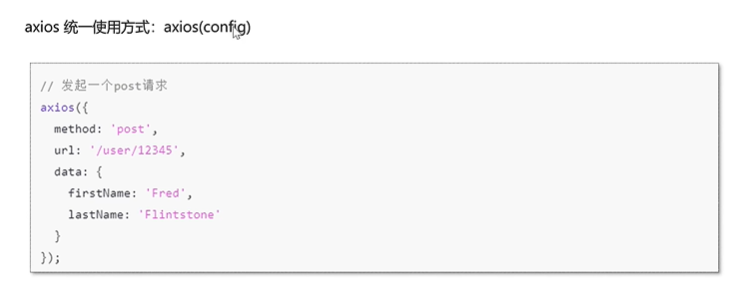 axios 统一使用方式：axios(config)
// 发起一个post请求
axios({
  method: 'post',
  url: '/user/12345',
  data: {
    firstName: 'Fred',
    lastName: 'Flintstone'
  }
});